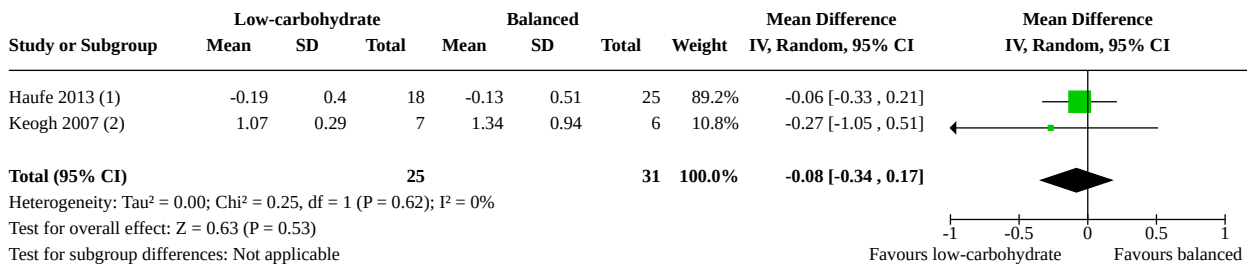 Low-carbohydrate Balanced Mean Difference Mean Difference
Study or Subgroup Mean SD Total Mean SD Total Weight IV, Random, 95% CI IV, Random, 95% CI
Haufe 2013 (1) -0.19 0.4 18 -0.13 0.51 25 89.2% -0.06 [-0.33 , 0.21]
Keogh 2007 (2) 1.07 0.29 7 1.34 0.94 6 10.8% -0.27 [-1.05 , 0.51]
Total (95% CI) 25 31 100.0% -0.08 [-0.34 , 0.17]
Heterogeneity: Tau² = 0.00; Chi² = 0.25, df = 1 (P = 0.62); I² = 0%
Test for overall effect: Z = 0.63 (P = 0.53) -1 -0.5 0 0.5 1
Test for subgroup differences: Not applicable Favours low-carbohydrate Favours balanced